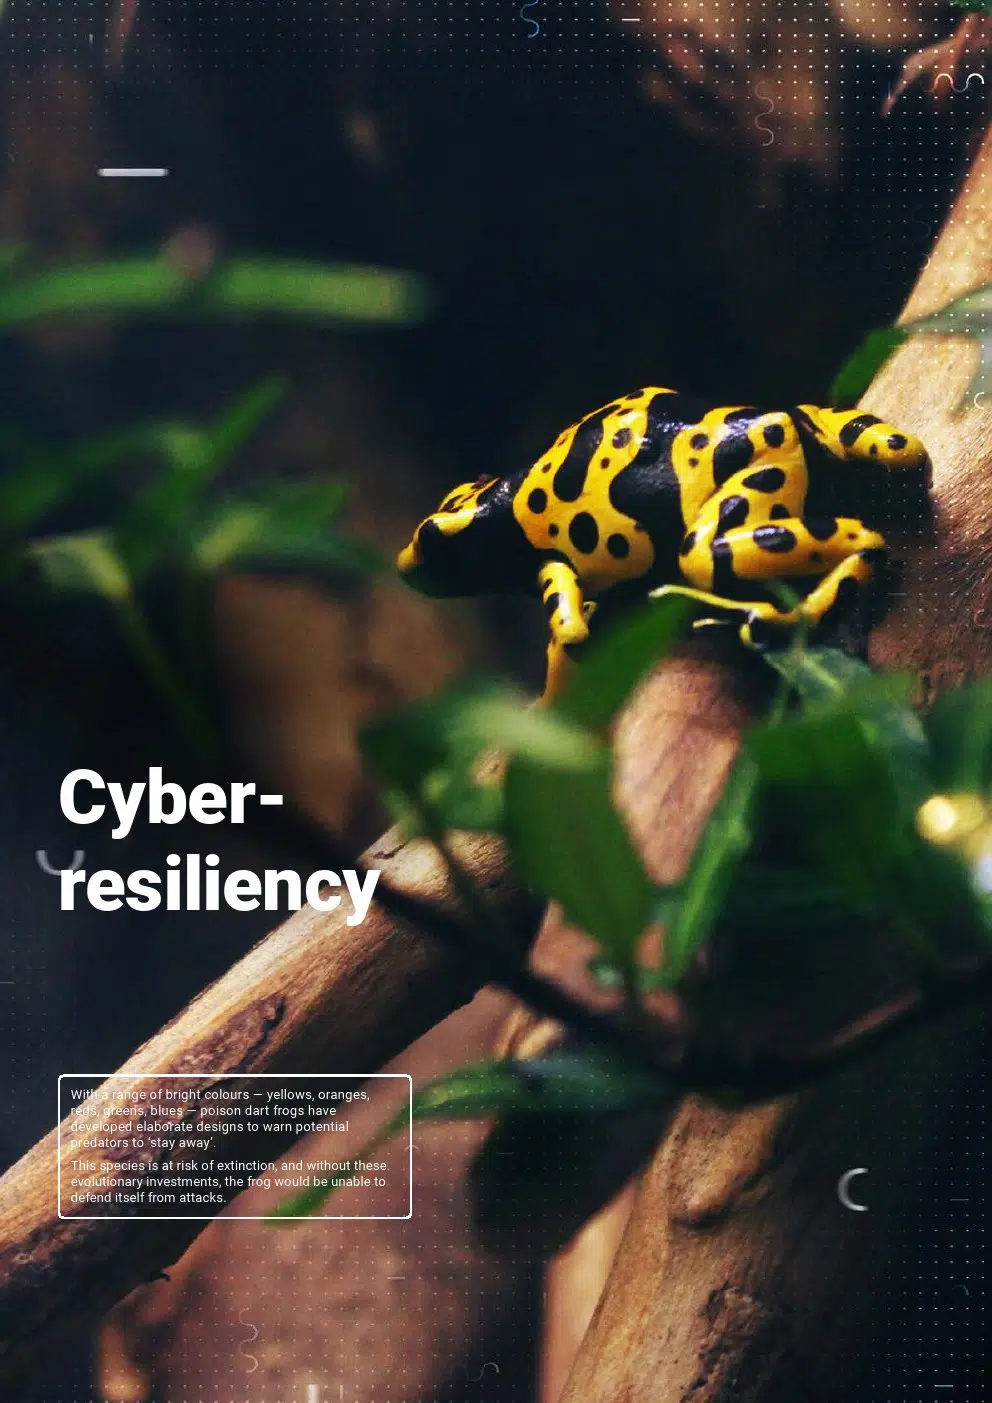 Cyber-
resiliency
With a range of bright colours — yellows, oranges,
reds, greens, blues — poison dart frogs have
developed elaborate designs to warn potential
predators to ‘stay away’.
This species is at risk of extinction, and without these
evolutionary investments, the frog would be unable to
defend itself from attacks.